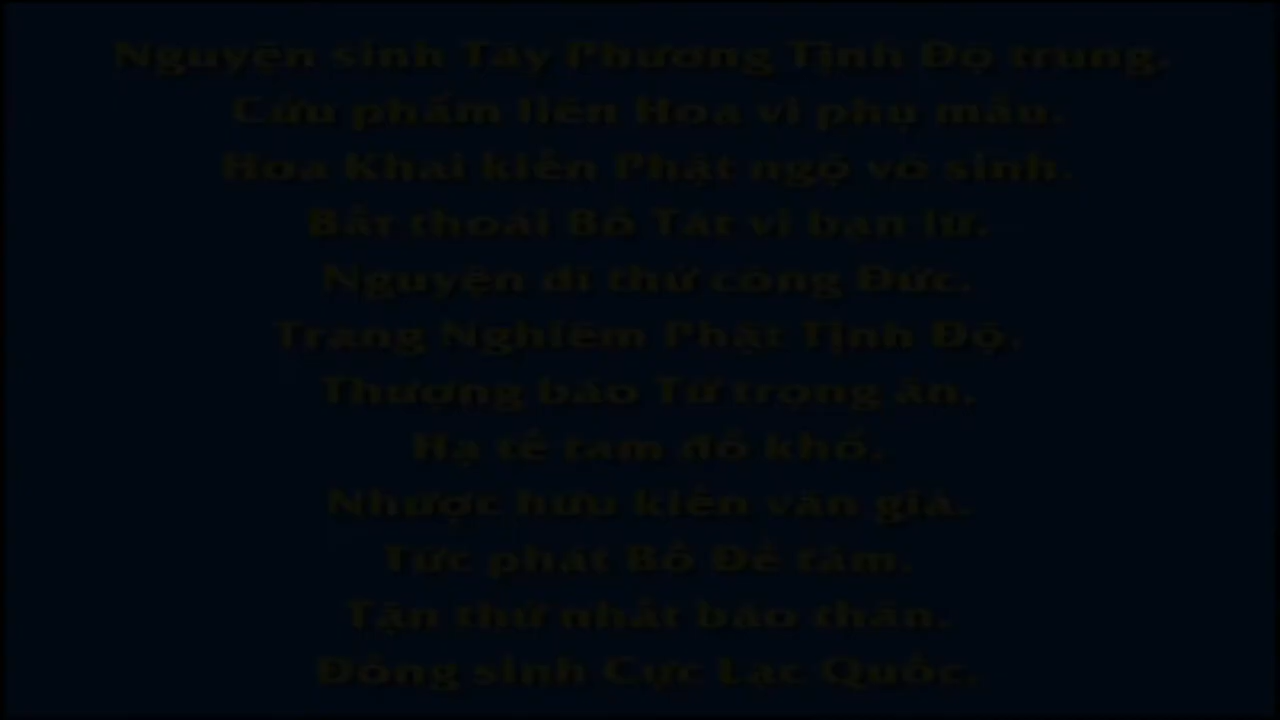 Nguyện sinh Tây Phương Tịnh Độ trung.
Cửu phẩm liên Hoa vi phụ mẫu.
Hoa Khai kiến Phật ngộ vô sinh.
Bất thoái Bồ Tát vi bạn lữ.
Nguyện dĩ thử công Đức.
Trang Nghiêm Phật Tịnh Độ.
Thượng báo Tứ trọng ân.
Hạ tế tam đồ khổ.
Nhược hữu kiến văn giả.
Tức phát Bồ Đề tâm.
Tận thử nhất báo thân.
Đồng sinh Cực Lạc Quốc.